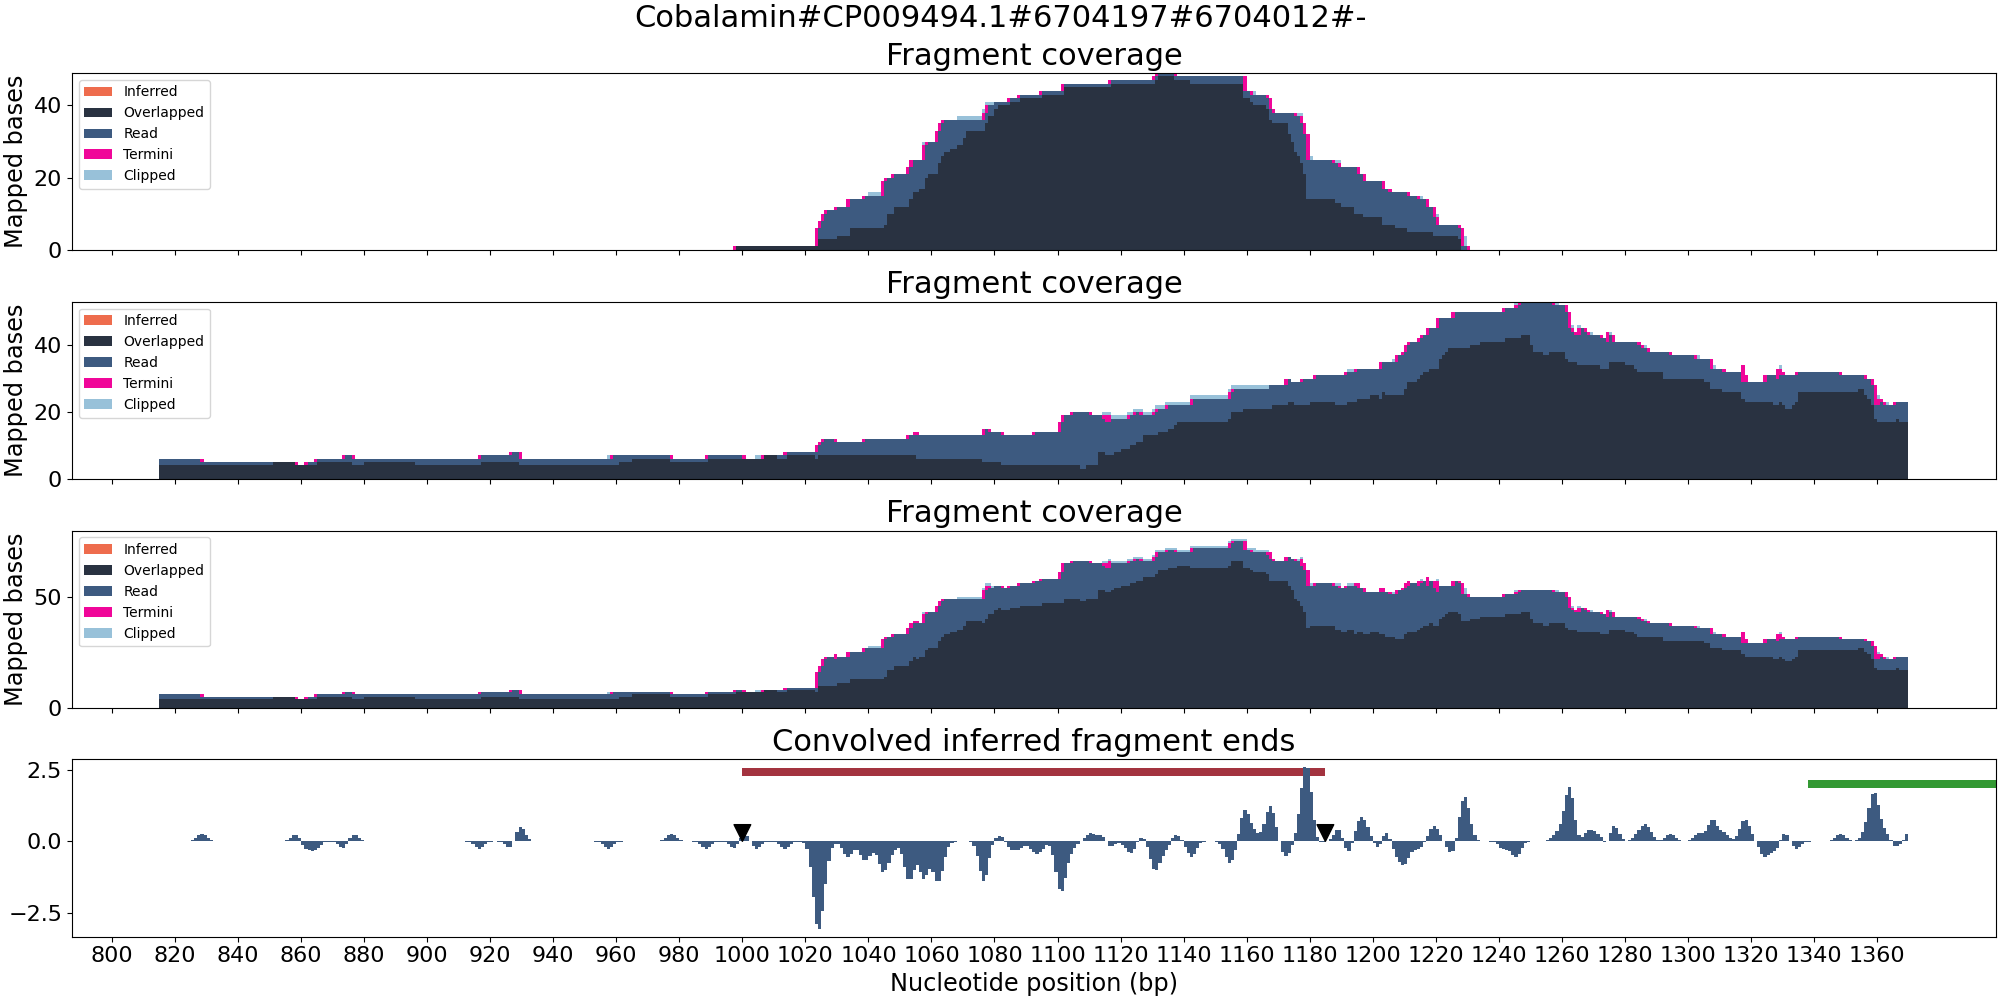 Cobalamin#CP009494.1#6704197#6704012#-
Fragment coverage
Mapped bases
40
20
0
Inferred
Overlapped
Read
Termini
Clipped
Fragment coverage
Mapped bases
40
20
0
Inferred
Overlapped
Read
Termini
Clipped
Fragment coverage
Mapped bases
50
0
Inferred
Overlapped
Read
Termini
Clipped
Convolved inferred fragment ends
2.5
0.0
−2.5
800 820 840 860 880 900 920 940 960 980 1000 1020 1040 1060 1080 1100 1120 1140 1160 1180 1200 1220 1240 1260 1280 1300 1320 1340 1360
Nucleotide position (bp)